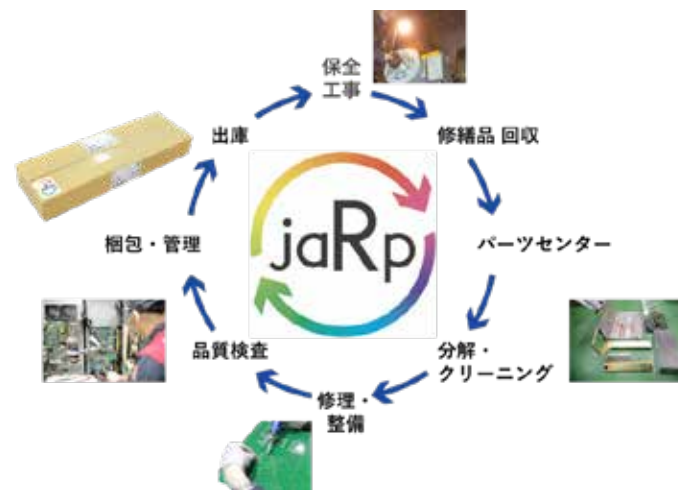 保全
工事
修繕品 回収
パーツセンター
分解・
クリーニング
修理・
整備
品質検査
梱包・管理
出庫
jaRp